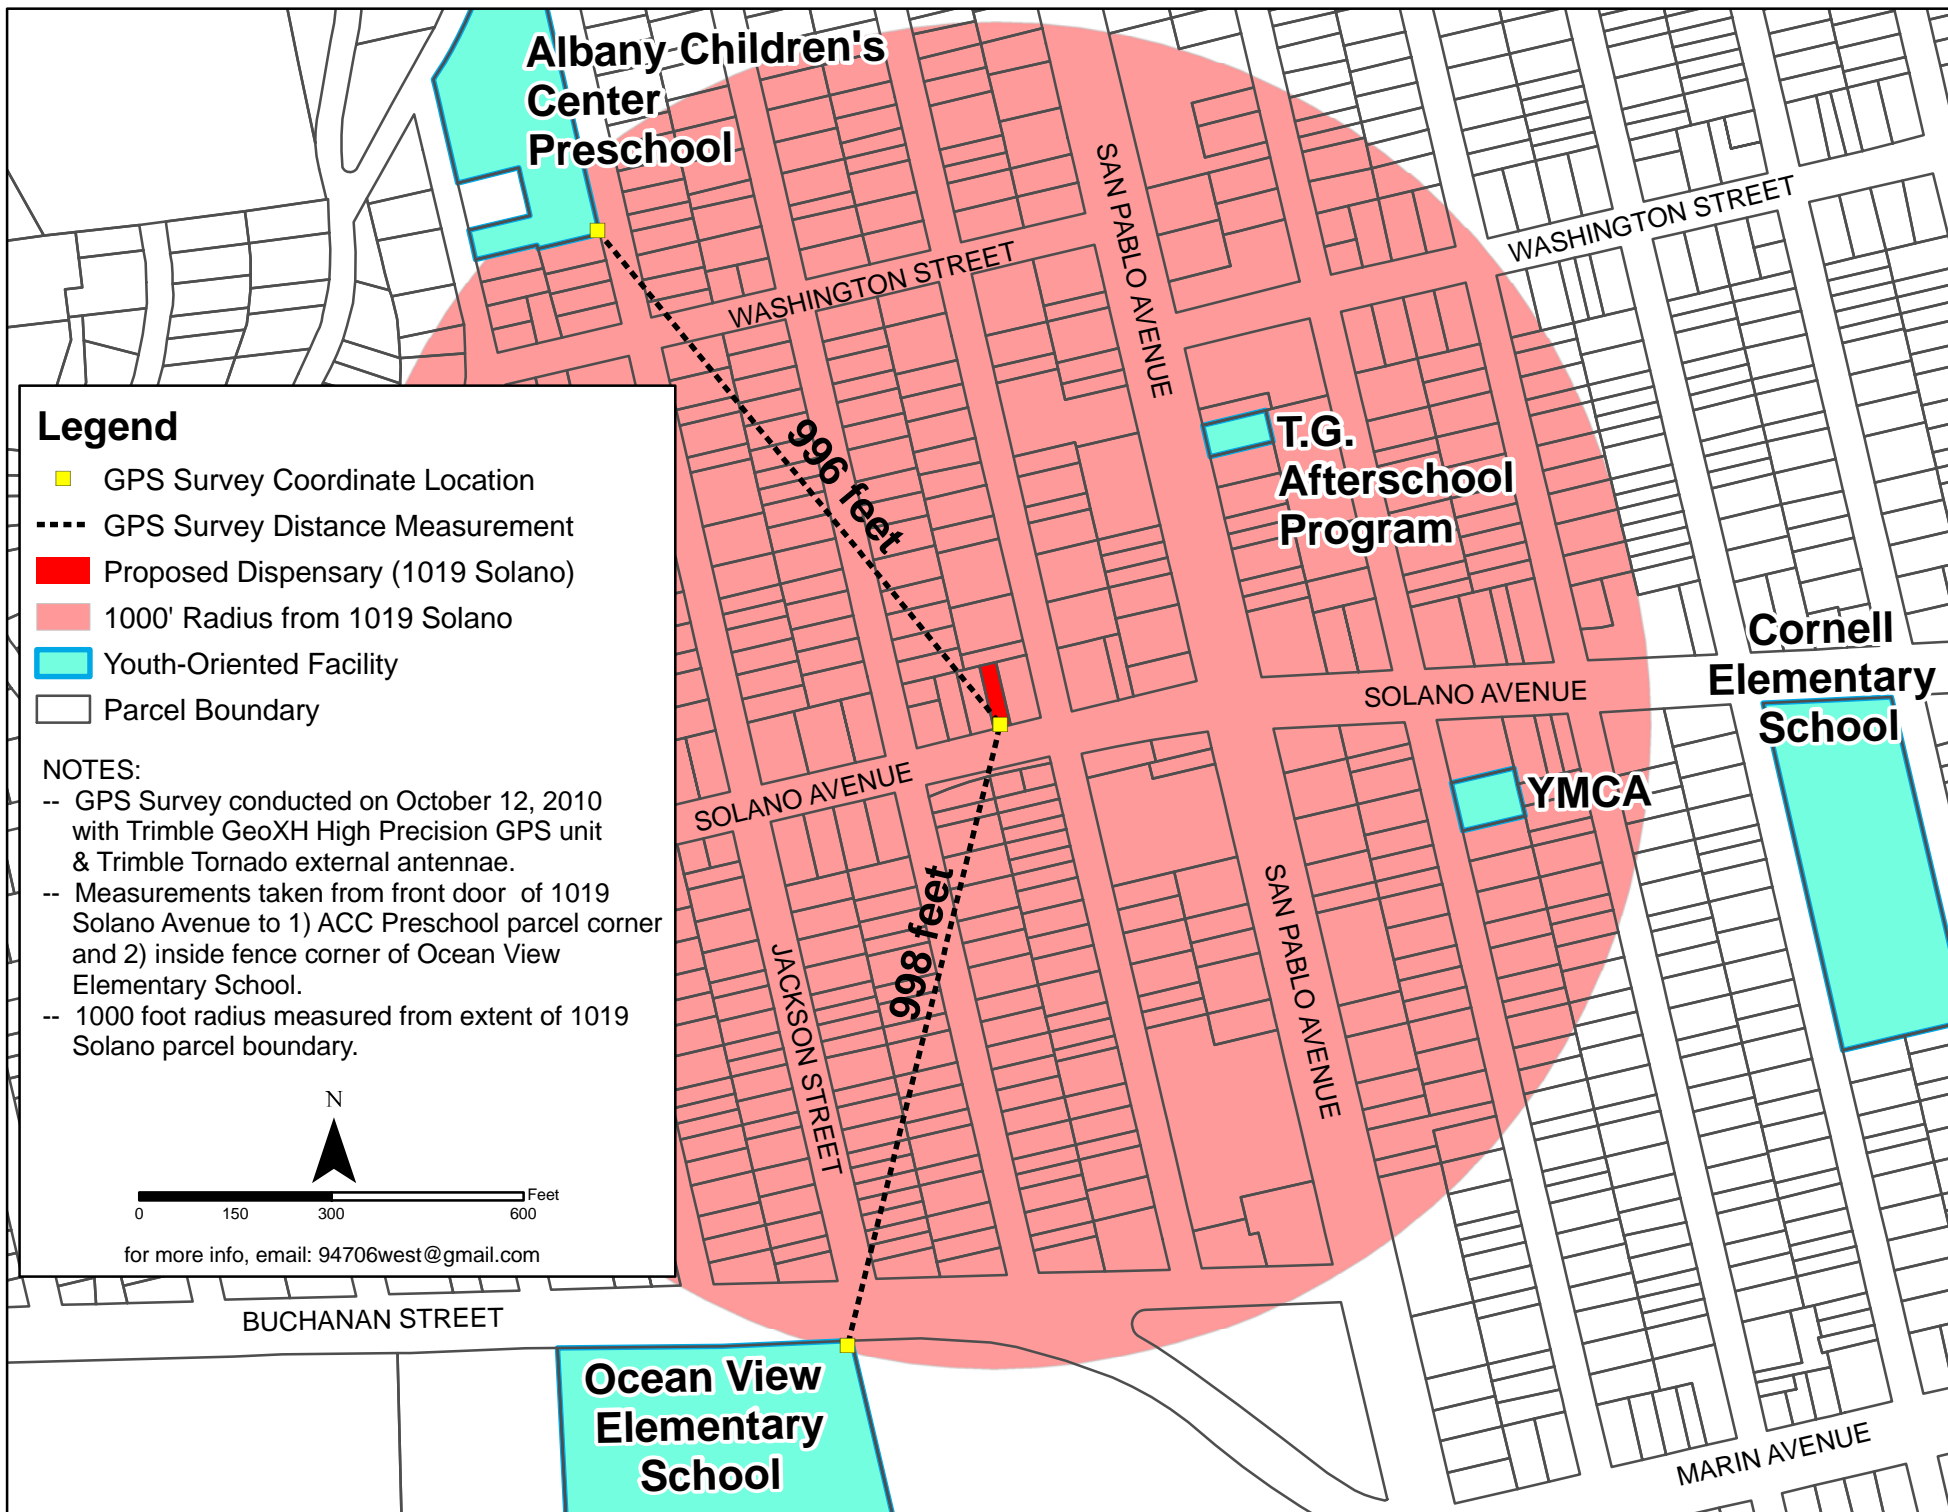 Albany Children's
Center
Preschool
SAN PABLO AVENUE
WASHINGTON STREET
WASHINGTON STREET
996 feet
T.G.
Afterschool
Program
Legend
GPS Survey Coordinate Location
GPS Survey Distance Measurement
Proposed Dispensary (1019 Solano)
1000' Radius from 1019 Solano
Youth-Oriented Facility
Parcel Boundary
NOTES:
-- GPS Survey conducted on October 12, 2010
with Trimble GeoXH High Precision GPS unit
& Trimble Tornado external antennae.
-- Measurements taken from front door of 1019
Solano Avenue to 1) ACC Preschool parcel corner
and 2) inside fence corner of Ocean View
Elementary School.
-- 1000 foot radius measured from extent of 1019
Solano parcel boundary.
N
Feet
0 150 300 600
for more info, email: 94706west@gmail.com
Cornell
Elementary
School
SOLANO AVENUE
SOLANO AVENUE
YMCA
998 feet
JACKSON STREET
SAN PABLO AVENUE
BUCHANAN STREET
Ocean View
Elementary
School
MARIN AVENUE